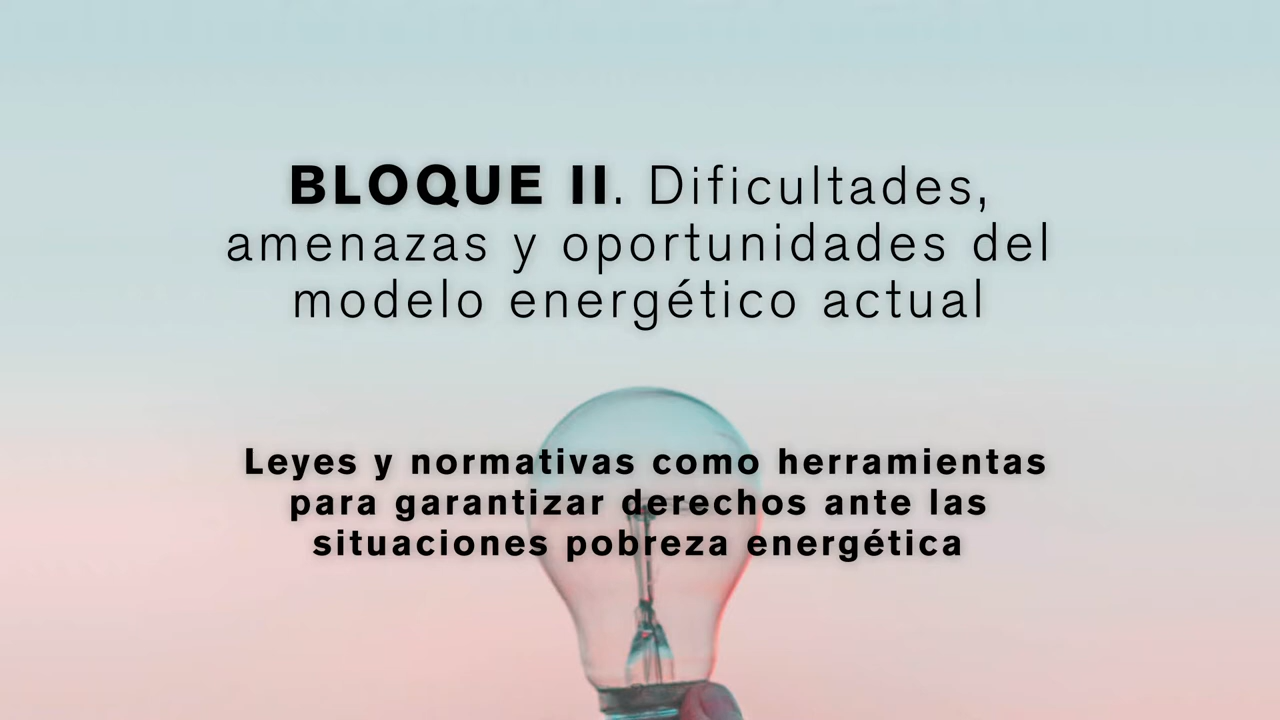 BLOQUE II. Dificultades,
amenazas y oportunidades del
modelo energético actual
Leyes y normativas como herramientas
para garantizar derechos ante las
situaciones pobreza energética